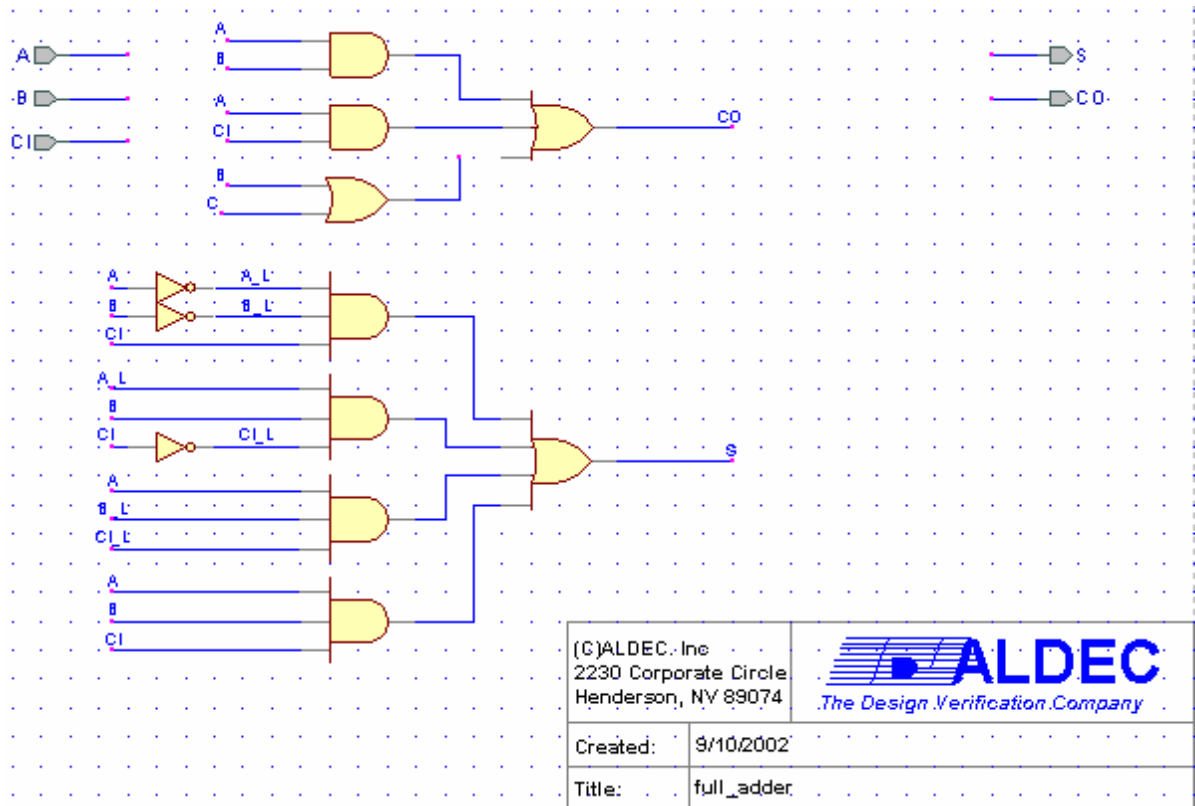 A
B
CI
A
B
A
CI
B
C
CO
S
CO
A
A_L
B
B_L
CI
A_L
B
CI
CI_L
A
B_L
CI_L
A
B
CI
S
(C)ALDEC. Inc
2230 Corporate Circle
Henderson, NV 89074
ALDEC
The Design Verification Company
Created: 9/10/2002
Title: full_adder